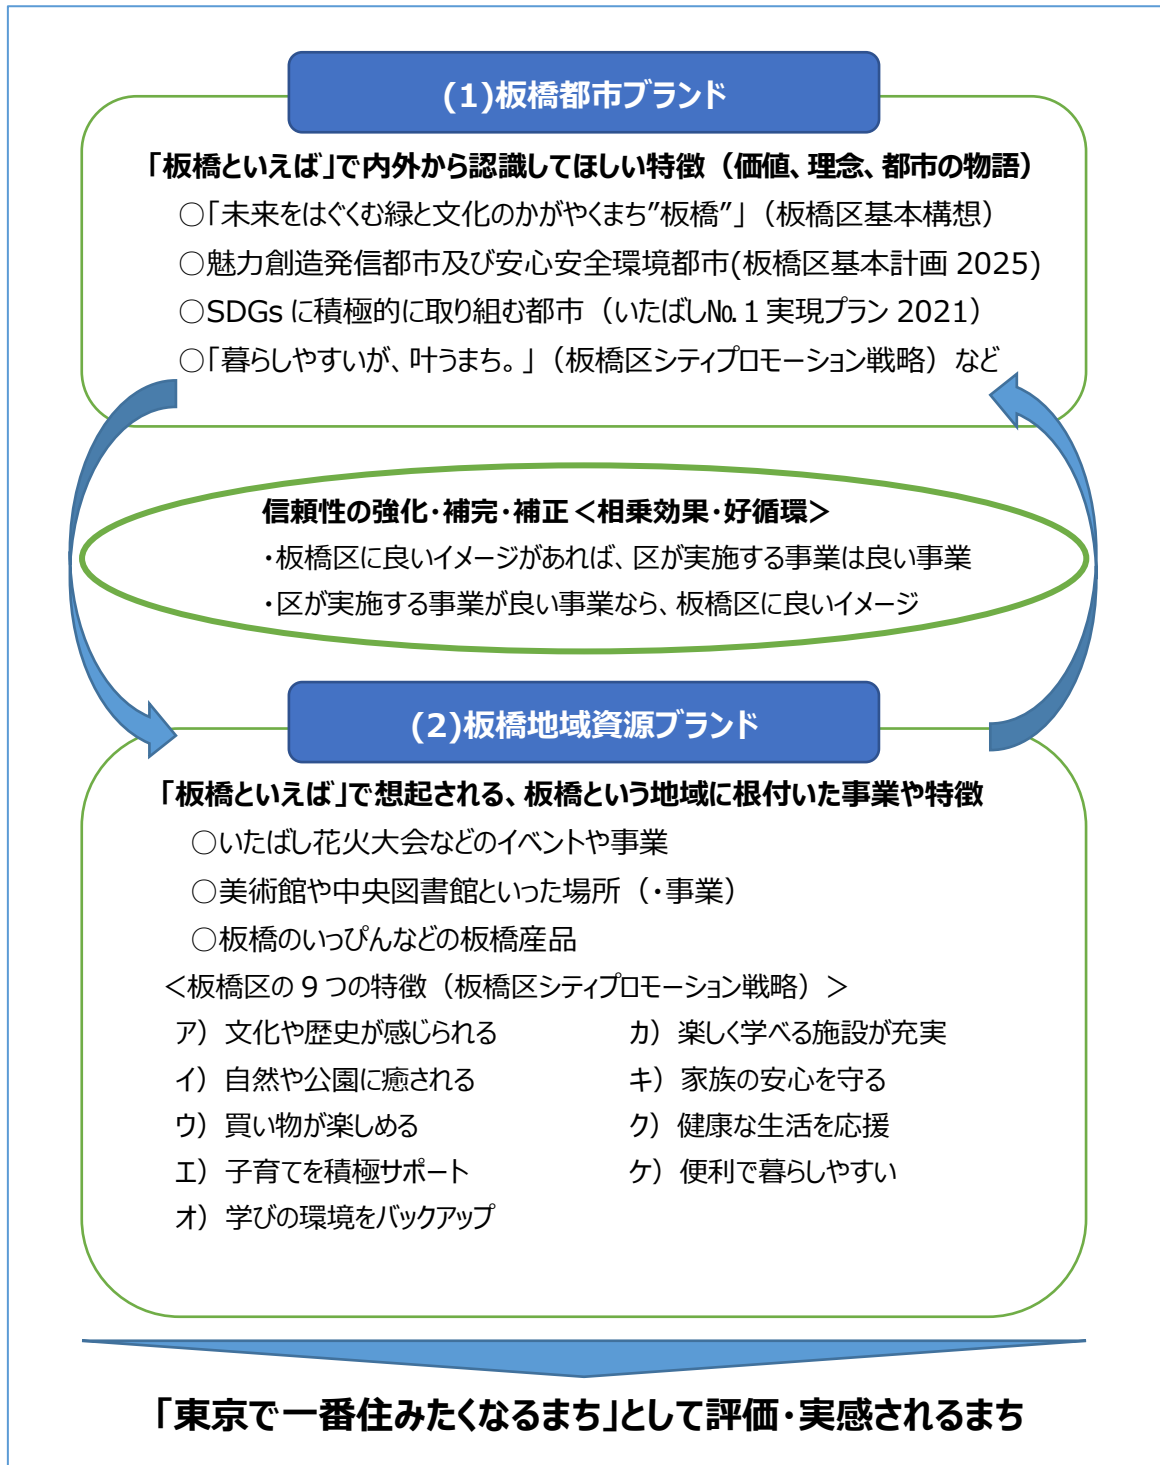 (1)板橋都市ブランド
「板橋といえば」で内外から認識してほしい特徴（価値、理念、都市の物語）
○「未来をはぐくむ緑と文化のかがやくまち”板橋”」（板橋区基本構想）
○魅力創造発信都市及び安心安全環境都市(板橋区基本計画 2025)
○SDGs に積極的に取り組む都市（いたばし№1 実現プラン 2021）
○「暮らしやすいが、叶うまち。」（板橋区シティプロモーション戦略）など
信頼性の強化・補完・補正＜相乗効果・好循環＞
・板橋区に良いイメージがあれば、区が実施する事業は良い事業
・区が実施する事業が良い事業なら、板橋区に良いイメージ
(2)板橋地域資源ブランド
「板橋といえば」で想起される、板橋という地域に根付いた事業や特徴
○いたばし花火大会などのイベントや事業
○美術館や中央図書館といった場所（・事業）
○板橋のいっぴんなどの板橋産品
＜板橋区の 9 つの特徴（板橋区シティプロモーション戦略）＞
ア）文化や歴史が感じられる
イ）自然や公園に癒される
ウ）買い物が楽しめる
エ）子育てを積極サポート
オ）学びの環境をバックアップ
カ）楽しく学べる施設が充実
キ）家族の安心を守る
ク）健康な生活を応援
ケ）便利で暮らしやすい
「東京で一番住みたくなるまち」として評価・実感されるまち